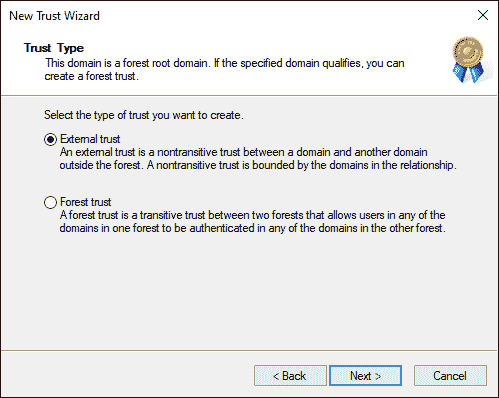 New Trust Wizard
Trust Type
This domain is a forest root domain. If the specified domain qualifies, you can
create a forest trust.
Select the type of trust you want to create.
External trust
An external trust is a nontransitive trust between a domain and another domain
outside the forest. A nontransitive trust is bounded by the domains in the relationship.
Forest trust
A forest trust is a transitive trust between two forests that allows users in any of the
domains in one forest to be authenticated in any of the domains in the other forest.
< Back
Next >
Cancel